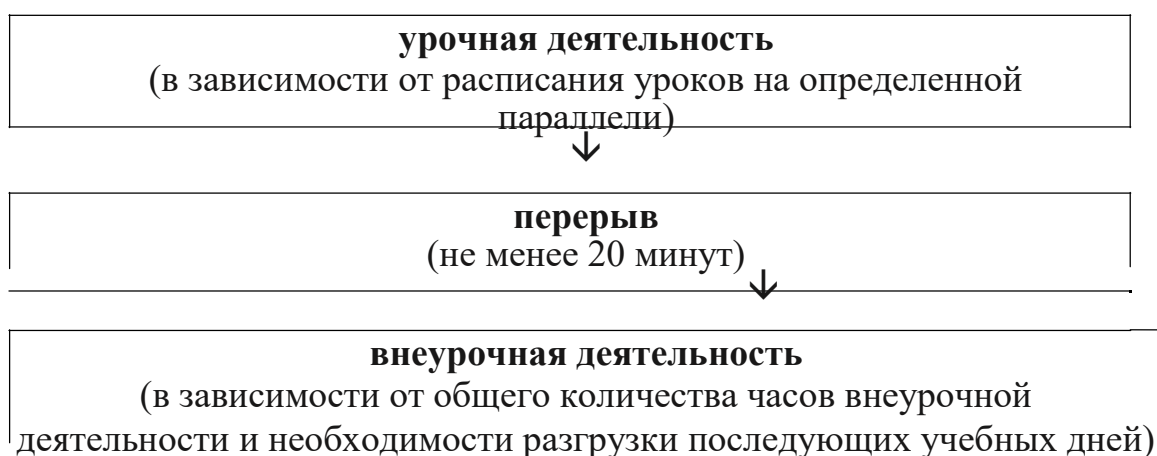 урочная деятельность
(в зависимости от расписания уроков на определенной
параллели)
↓
перерыв
(не менее 20 минут)
↓
внеурочная деятельность
(в зависимости от общего количества часов внеурочной
деятельности и необходимости разгрузки последующих учебных дней)